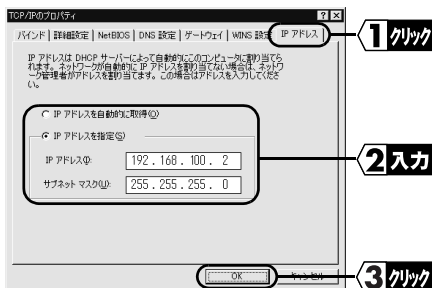 TCP/IPのプロパティ
? ×
バインド | 詳細設定 | NetBIOS | DNS 設定 | ゲートウェイ | WINS 設定 | IP アドレス
1 クリック
IP アドレスは DHCP サーバーによって自動的にこのコンピュータに割り当てら
れます。ネットワークが自動的に IP アドレスを割り当てない場合は、ネットワ
ーク管理者がアドレスを割り当てます。この場合はアドレスを入力してくださ
い。
IP アドレスを自動的に取得(O)
IP アドレスを指定(S)
IP アドレス(I): 192.168.100.2
2 入力
サブネット マスク(U): 255.255.255.0
OK キャンセル
3 クリック